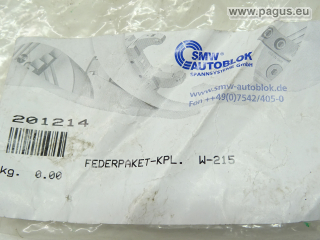 www.pagus.eu
SMW®
AUTOBLOK
SPANNSYSTEME GmbH
www.smw-autoblok.de
Fon ++49(0)7542/405-0
201214
FEDERPAKET-KPL. W-215
kg. 0.00